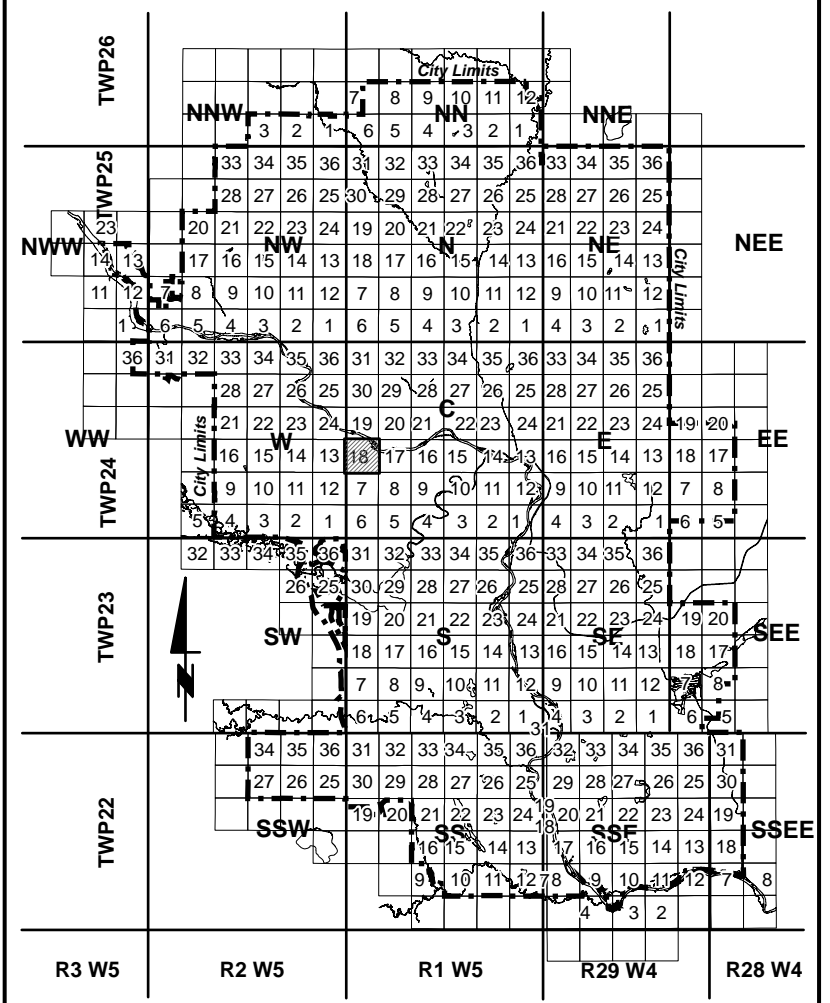 TWP26
City Limits
7 8 9 10 11 12
NNW NN NNE
3 2 1 6 5 4 3 2 1
TWP25
33 34 35 36 31 32 33 34 35 36 33 34 35 36
28 27 26 25 30 29 28 27 26 25 28 27 26 25
23 20 21 22 23 24 19 20 21 22 23 24 21 22 23 24
NWW NW N NE NEE
14 13 17 16 15 14 13 18 17 16 15 14 13 16 15 14 13
City Limits
11 12 7 8 9 10 11 12 7 8 9 10 11 12 9 10 11 12
1 6 5 4 3 2 1 6 5 4 3 2 1 4 3 2 1
36 31 32 33 34 35 36 31 32 33 34 35 36 33 34 35 36
28 27 26 25 30 29 28 27 26 25 28 27 26 25
C
21 22 23 24 19 20 21 22 23 24 21 22 23 24 19 20
WW W E EE
16 15 14 13 18 17 16 15 14 13 16 15 14 13 18 17
City Limits
TWP24
9 10 11 12 7 8 9 10 11 12 9 10 11 12 7 8
5 4 3 2 1 6 5 4 3 2 1 4 3 2 1 6 5
32 33 34 35 36 31 32 33 34 35 36 33 34 35 36
26 25 30 29 28 27 26 25 28 27 26 25
TWP23
19 20 21 22 23 24 21 22 23 24 19 20
SW S SE SEE
18 17 16 15 14 13 16 15 14 13 18 17
N
7 8 9 10 11 12 9 10 11 12 7 8
6 5 4 3 2 1 4 3 2 1 6 5
31
34 35 36 31 32 33 34 35 36 32 33 34 35 36 31
27 26 25 30 29 28 27 26 25 29 28 27 26 25 30
TWP22
19 20 21 22 23 24 19 20 21 22 23 24 19
SSW SS SSE SSEE
16 15 14 13 18 17 16 15 14 13 18
9 10 11 12 7 8 9 10 11 12 7 8
4 3 2
R3 W5 R2 W5 R1 W5 R29 W4 R28 W4